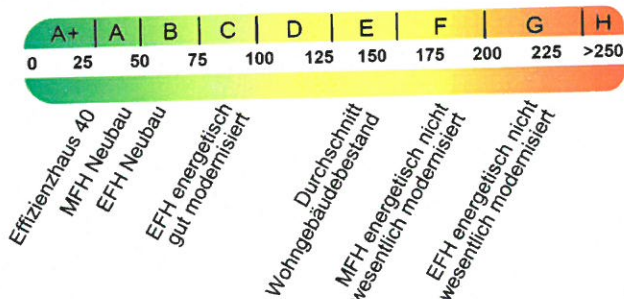 A+ A B C D E F G H
0 25 50 75 100 125 150 175 200 225 >250
Effizienzhaus 40
MFH Neubau
EFH Neubau
EFH energetisch
gut modernisiert
Durchschnitt
Wohngebäudebestand
MFH energetisch nicht
wesentlich modernisiert
EFH energetisch nicht
wesentlich modernisiert